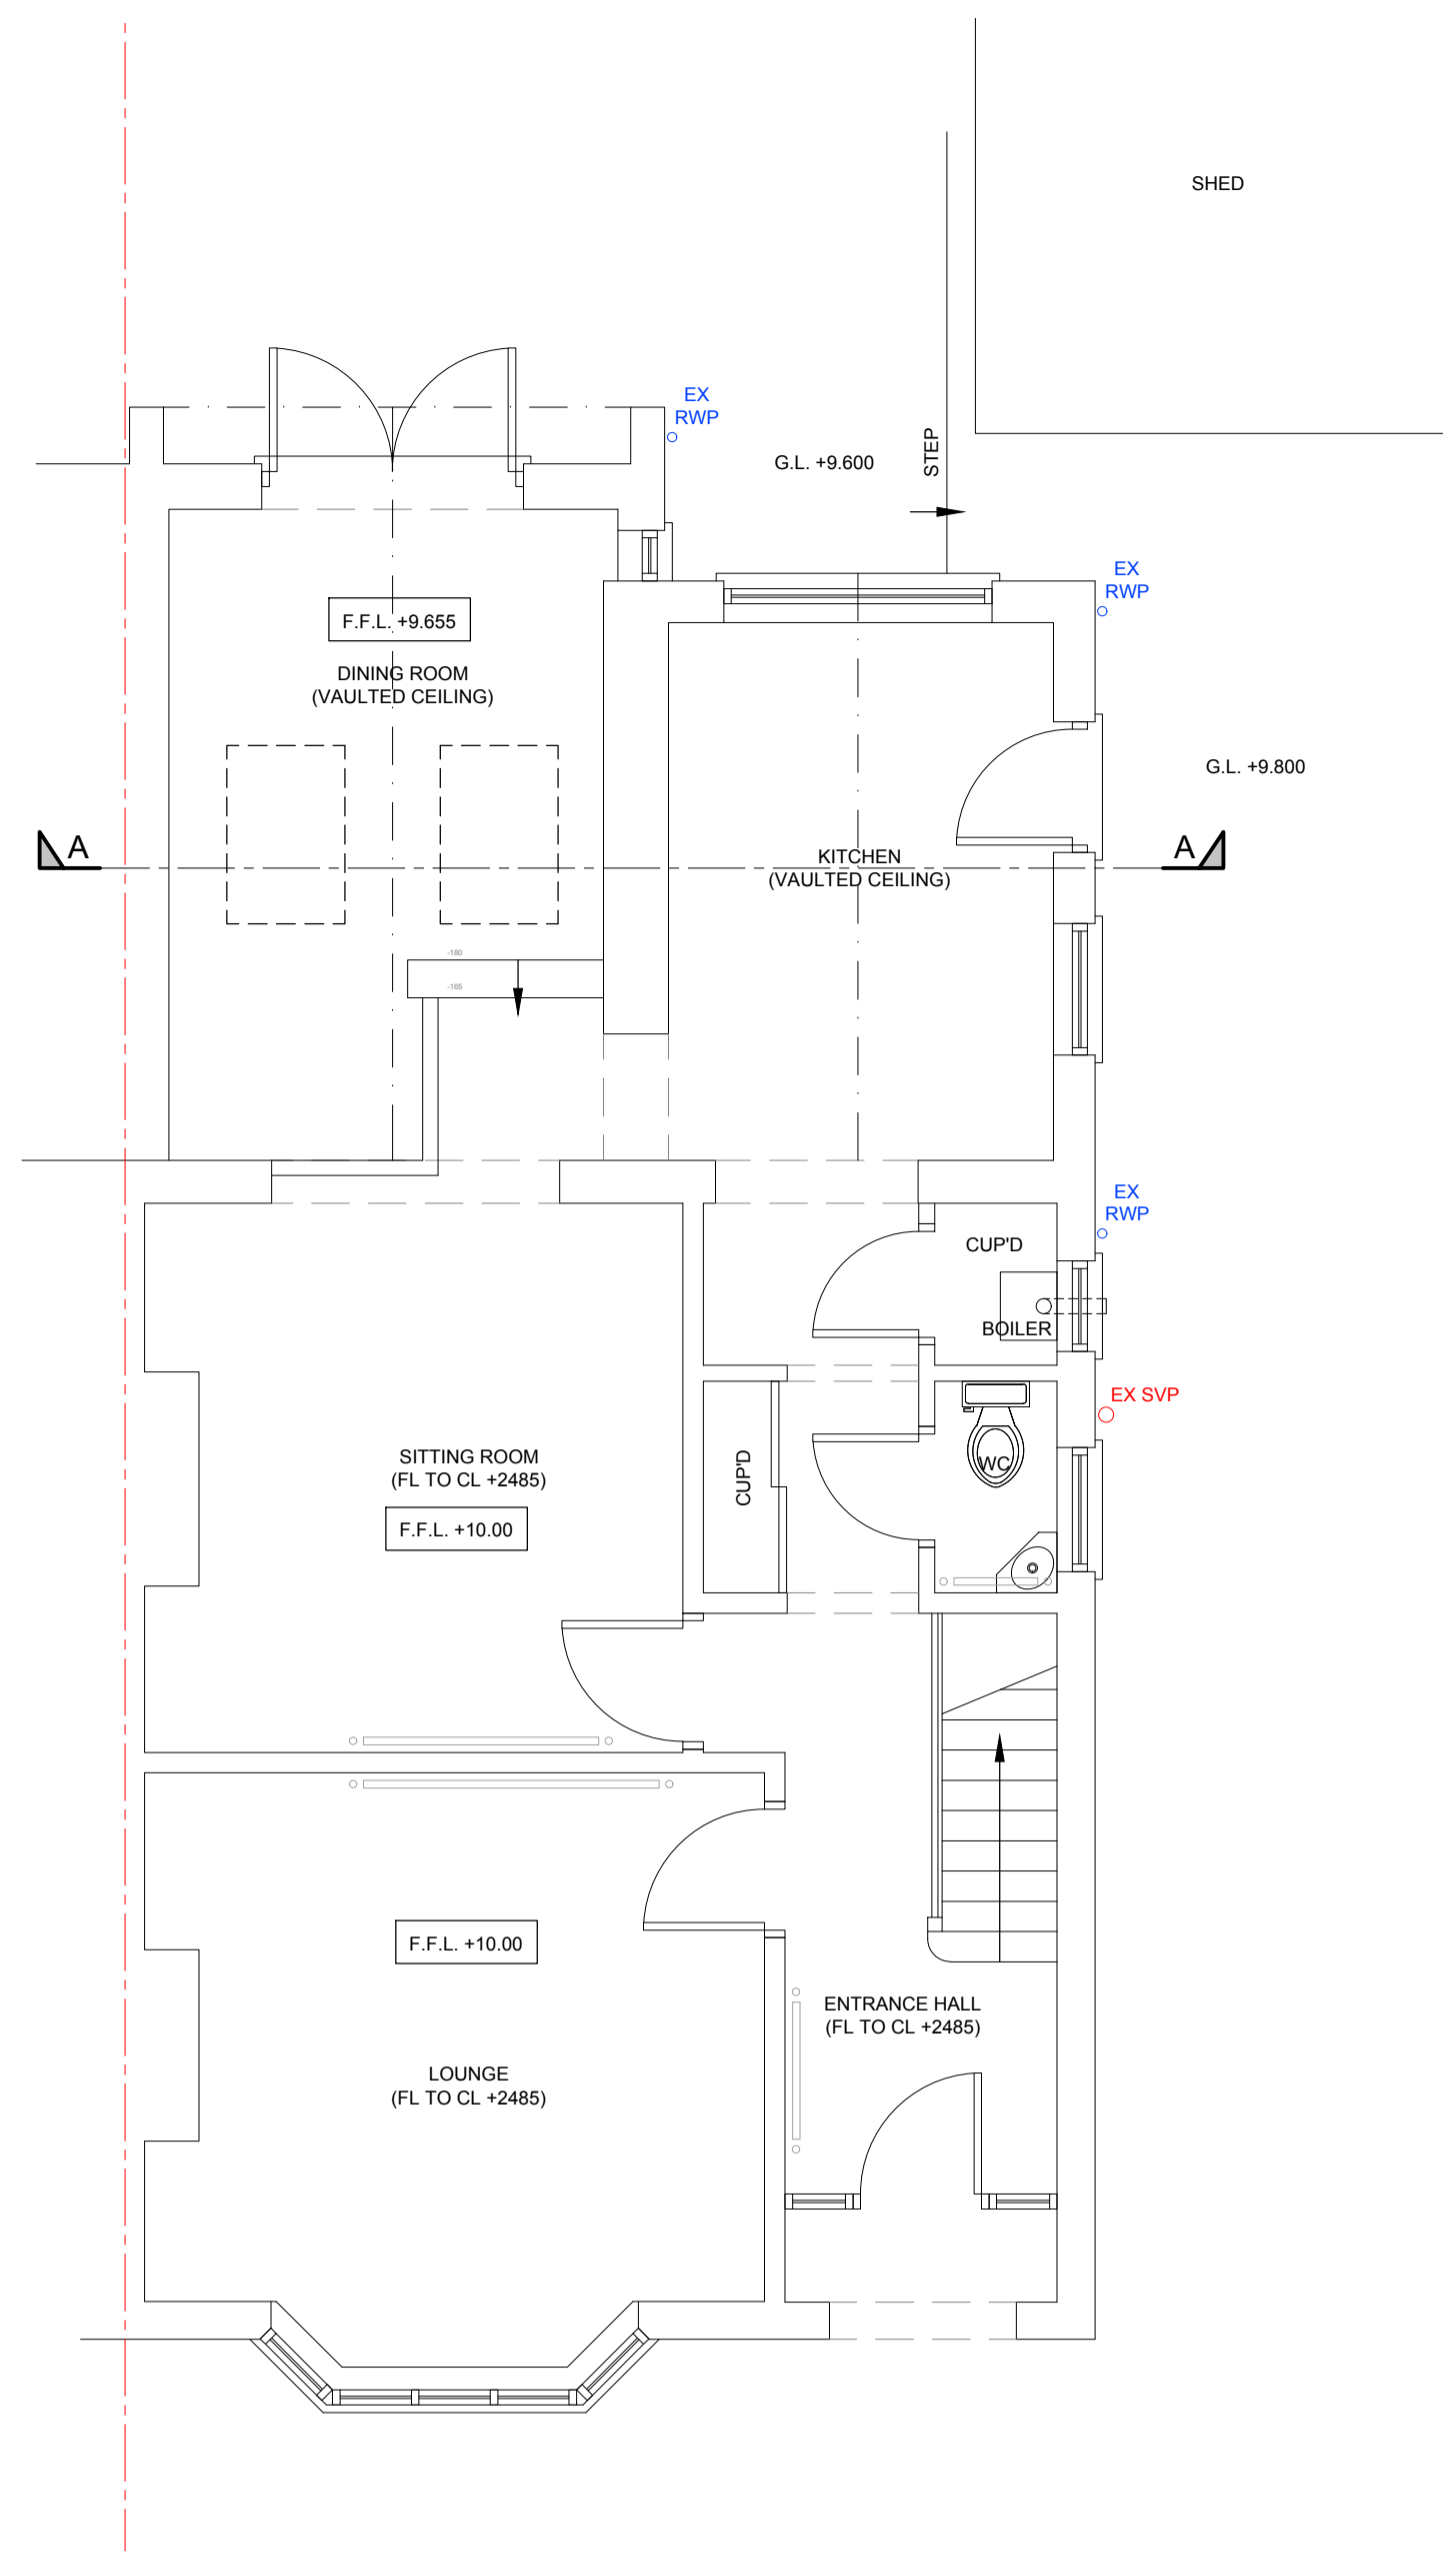 SHED
EX
RWP
STEP
G.L. +9.600
EX
RWP
F.F.L. +9.655
DINING ROOM
(VAULTED CEILING)
G.L. +9.800
A
A
KITCHEN
(VAULTED CEILING)
-180
-165
EX
RWP
CUP'D
BOILER
EX SVP
SITTING ROOM
(FL TO CL +2485)
CUP'D
WC
F.F.L. +10.00
F.F.L. +10.00
ENTRANCE HALL
(FL TO CL +2485)
LOUNGE
(FL TO CL +2485)